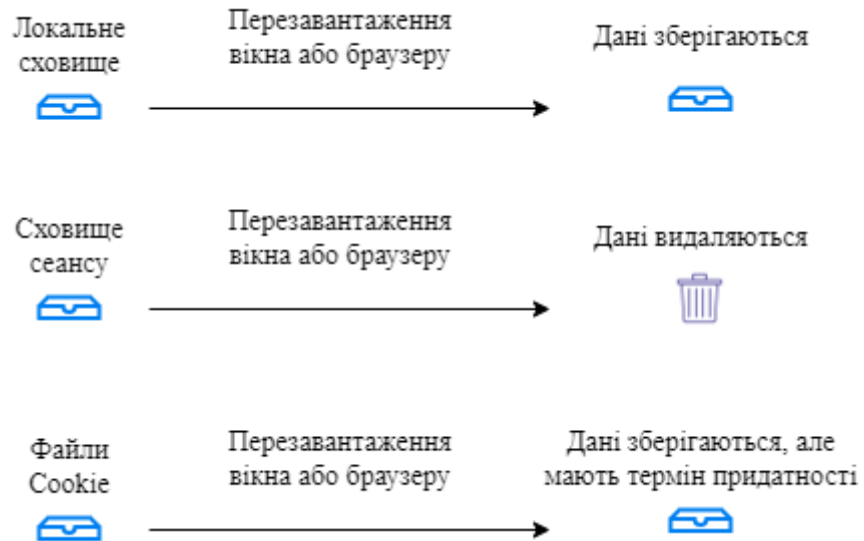 Локальне
сховище
Перезавантаження
вікна або браузеру
Дані зберігаються
Сховище
сеансу
Перезавантаження
вікна або браузеру
Дані видаляються
Файли
Cookie
Перезавантаження
вікна або браузеру
Дані зберігаються, але
мають термін придатності